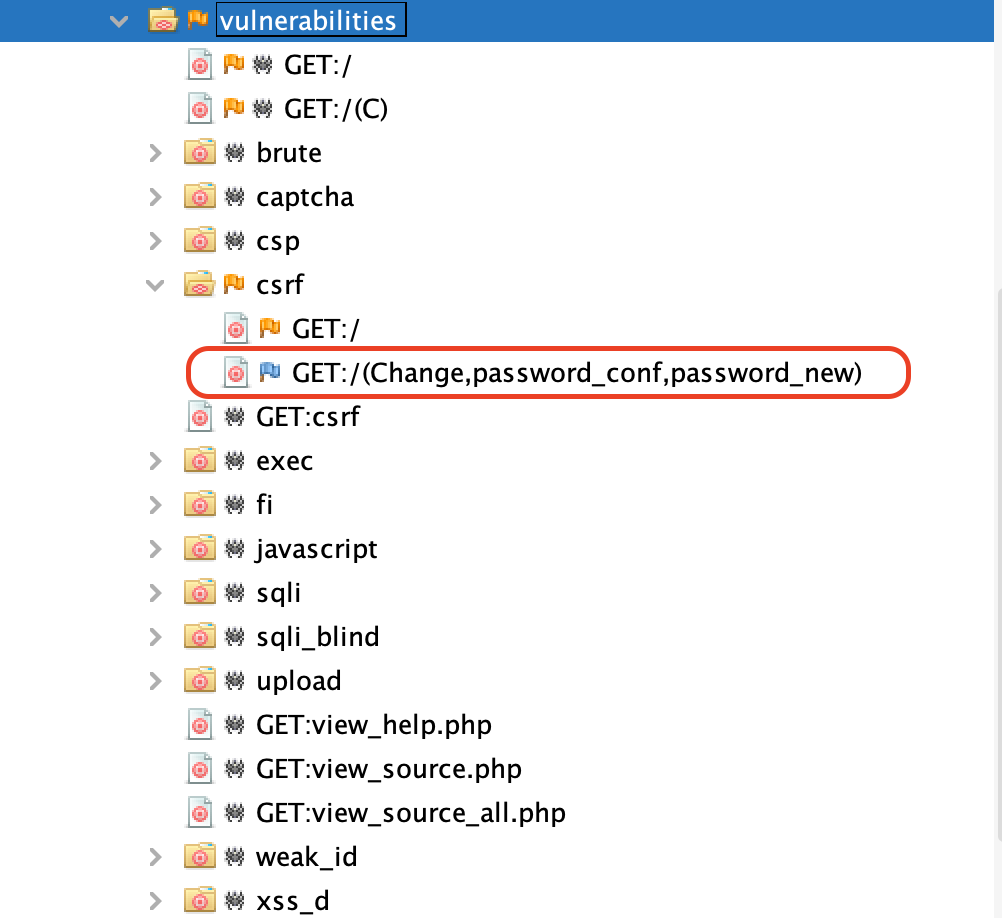 vulnerabilities
GET:/
GET:/(C)
brute
captcha
csp
csrf
GET:/
GET:/(Change,password_conf,password_new)
GET:csrf
exec
fi
javascript
sqli
sqli_blind
upload
GET:view_help.php
GET:view_source.php
GET:view_source_all.php
weak_id
xss_d